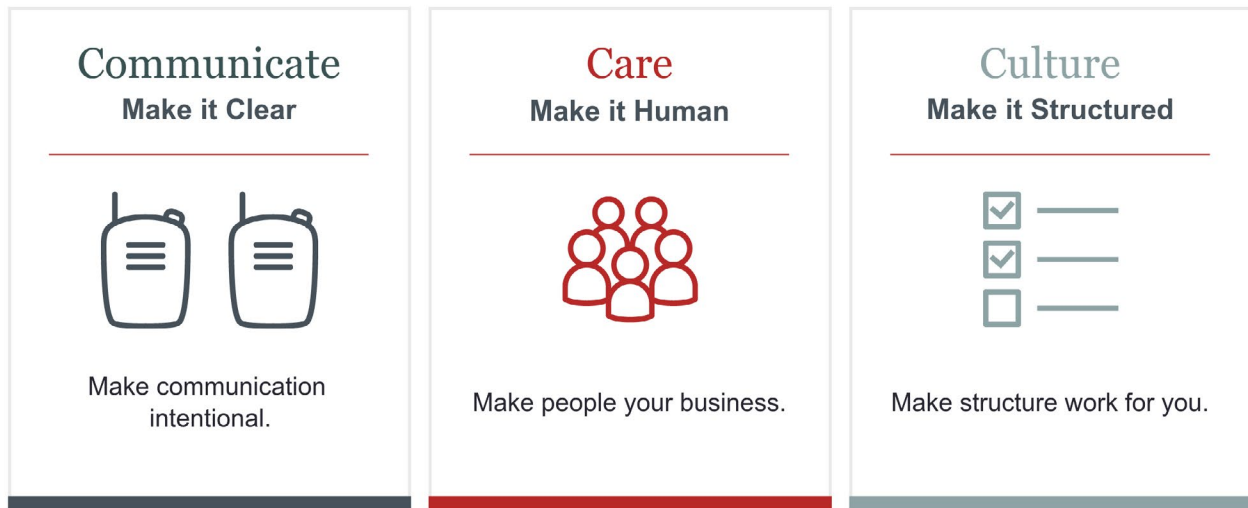 Communicate
Make it Clear
Make communication
intentional.
Care
Make it Human
Make people your business.
Culture
Make it Structured
Make structure work for you.